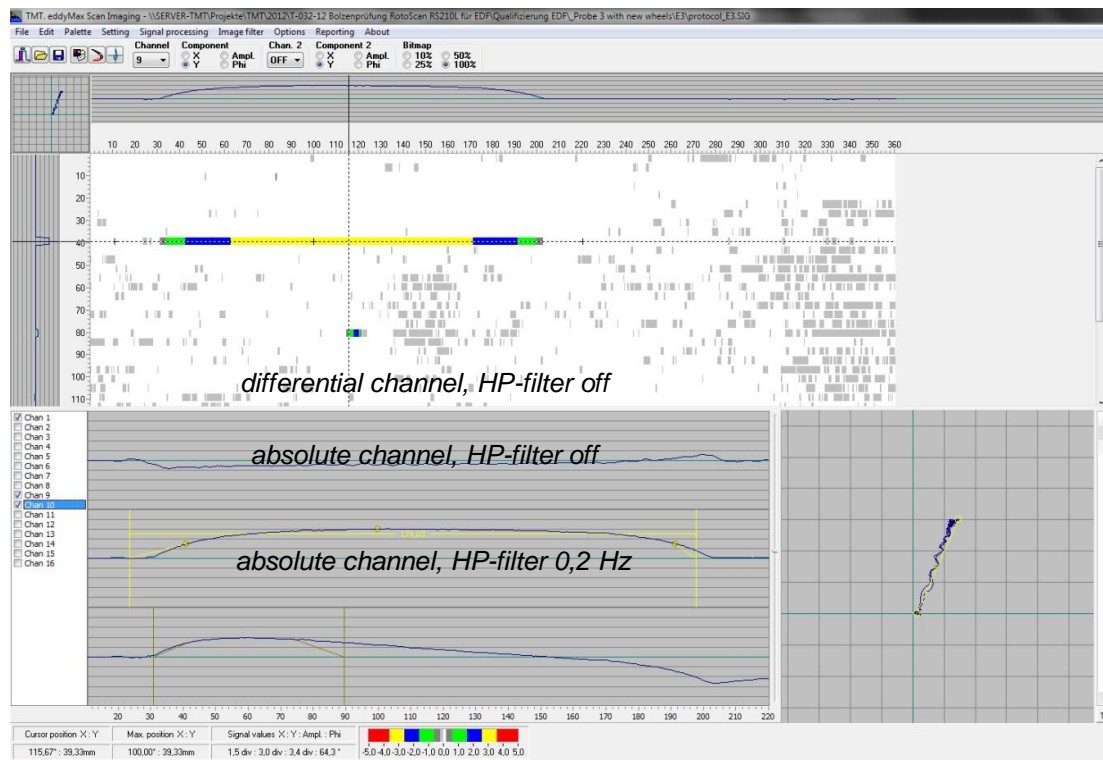 TMT. eddyMax Scan Imaging - \\SERVER-TMT\Projekte\TMT\2012\T-032-12 Bolzenprüfung RotoScan RS210L für EDF\Qualifizierung EDF\_Probe 3 with new wheels\E3\protocol_E3.SIG
File Edit Palette Setting Signal processing Image filter Options Reporting About
Channel Component Chan. 2 Component 2 Bitmap
9 X Ampl. OFF X Ampl. 10% 50%
Y Phi Y Phi 25% 100%
10 20 30 40 50 60 70 80 90 100 110 120 130 140 150 160 170 180 190 200 210 220 230 240 250 260 270 280 290 300 310 320 330 340 350 360
10
20
30
40
50
60
70
80
90
100
110
differential channel, HP-filter off
Chan 1
Chan 2
Chan 3
Chan 4
Chan 5
Chan 6
Chan 7
Chan 8
Chan 9
Chan 10
Chan 11
Chan 12
Chan 13
Chan 14
Chan 15
Chan 16
absolute channel, HP-filter off
absolute channel, HP-filter 0,2 Hz
20 30 40 50 60 70 80 90 100 110 120 130 140 150 160 170 180 190 200 210 220
Cursor position X : Y Max. position X : Y Signal values X : Y : Ampl. : Phi
115,67° : 39,33mm 100,00° : 39,33mm 1,5 div : 3,0 div : 3,4 div : 64,3 °
-5,0 -4,0 -3,0 -2,0 -1,0 0,0 1,0 2,0 3,0 4,0 5,0